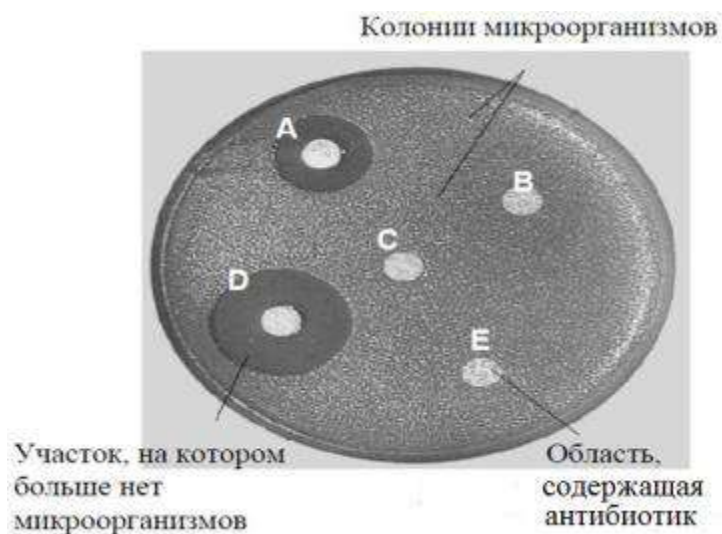 Колонии микроорганизмов
A
B
C
D
E
Участок, на котором
больше нет
микроорганизмов
Область,
содержащая
антибиотик